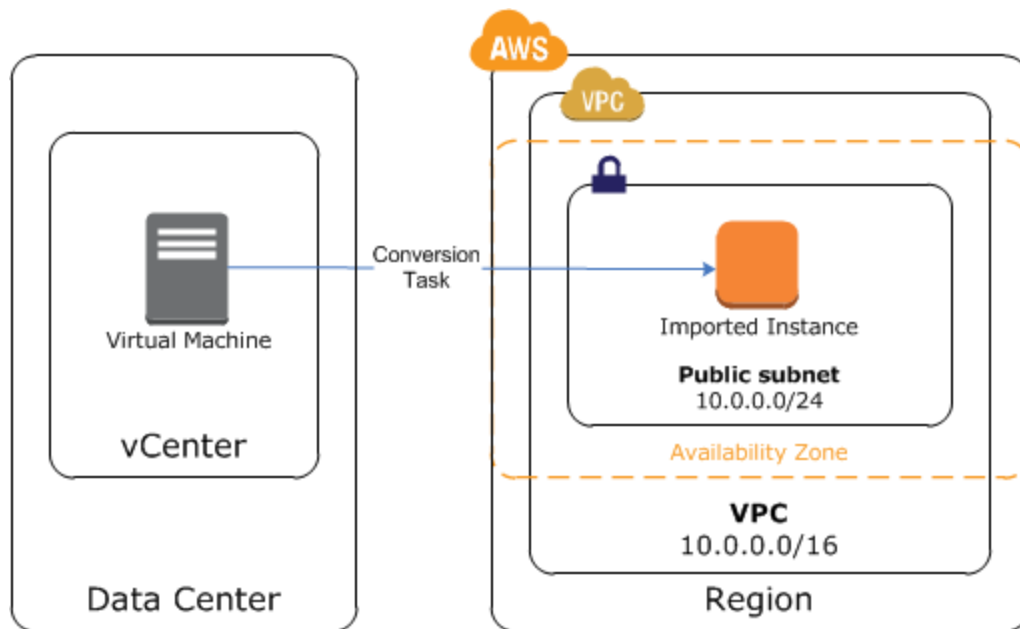 AWS
VPC
Conversion
Task
Virtual Machine
vCenter
Data Center
Imported Instance
Public subnet
10.0.0.0/24
Availability Zone
VPC
10.0.0.0/16
Region